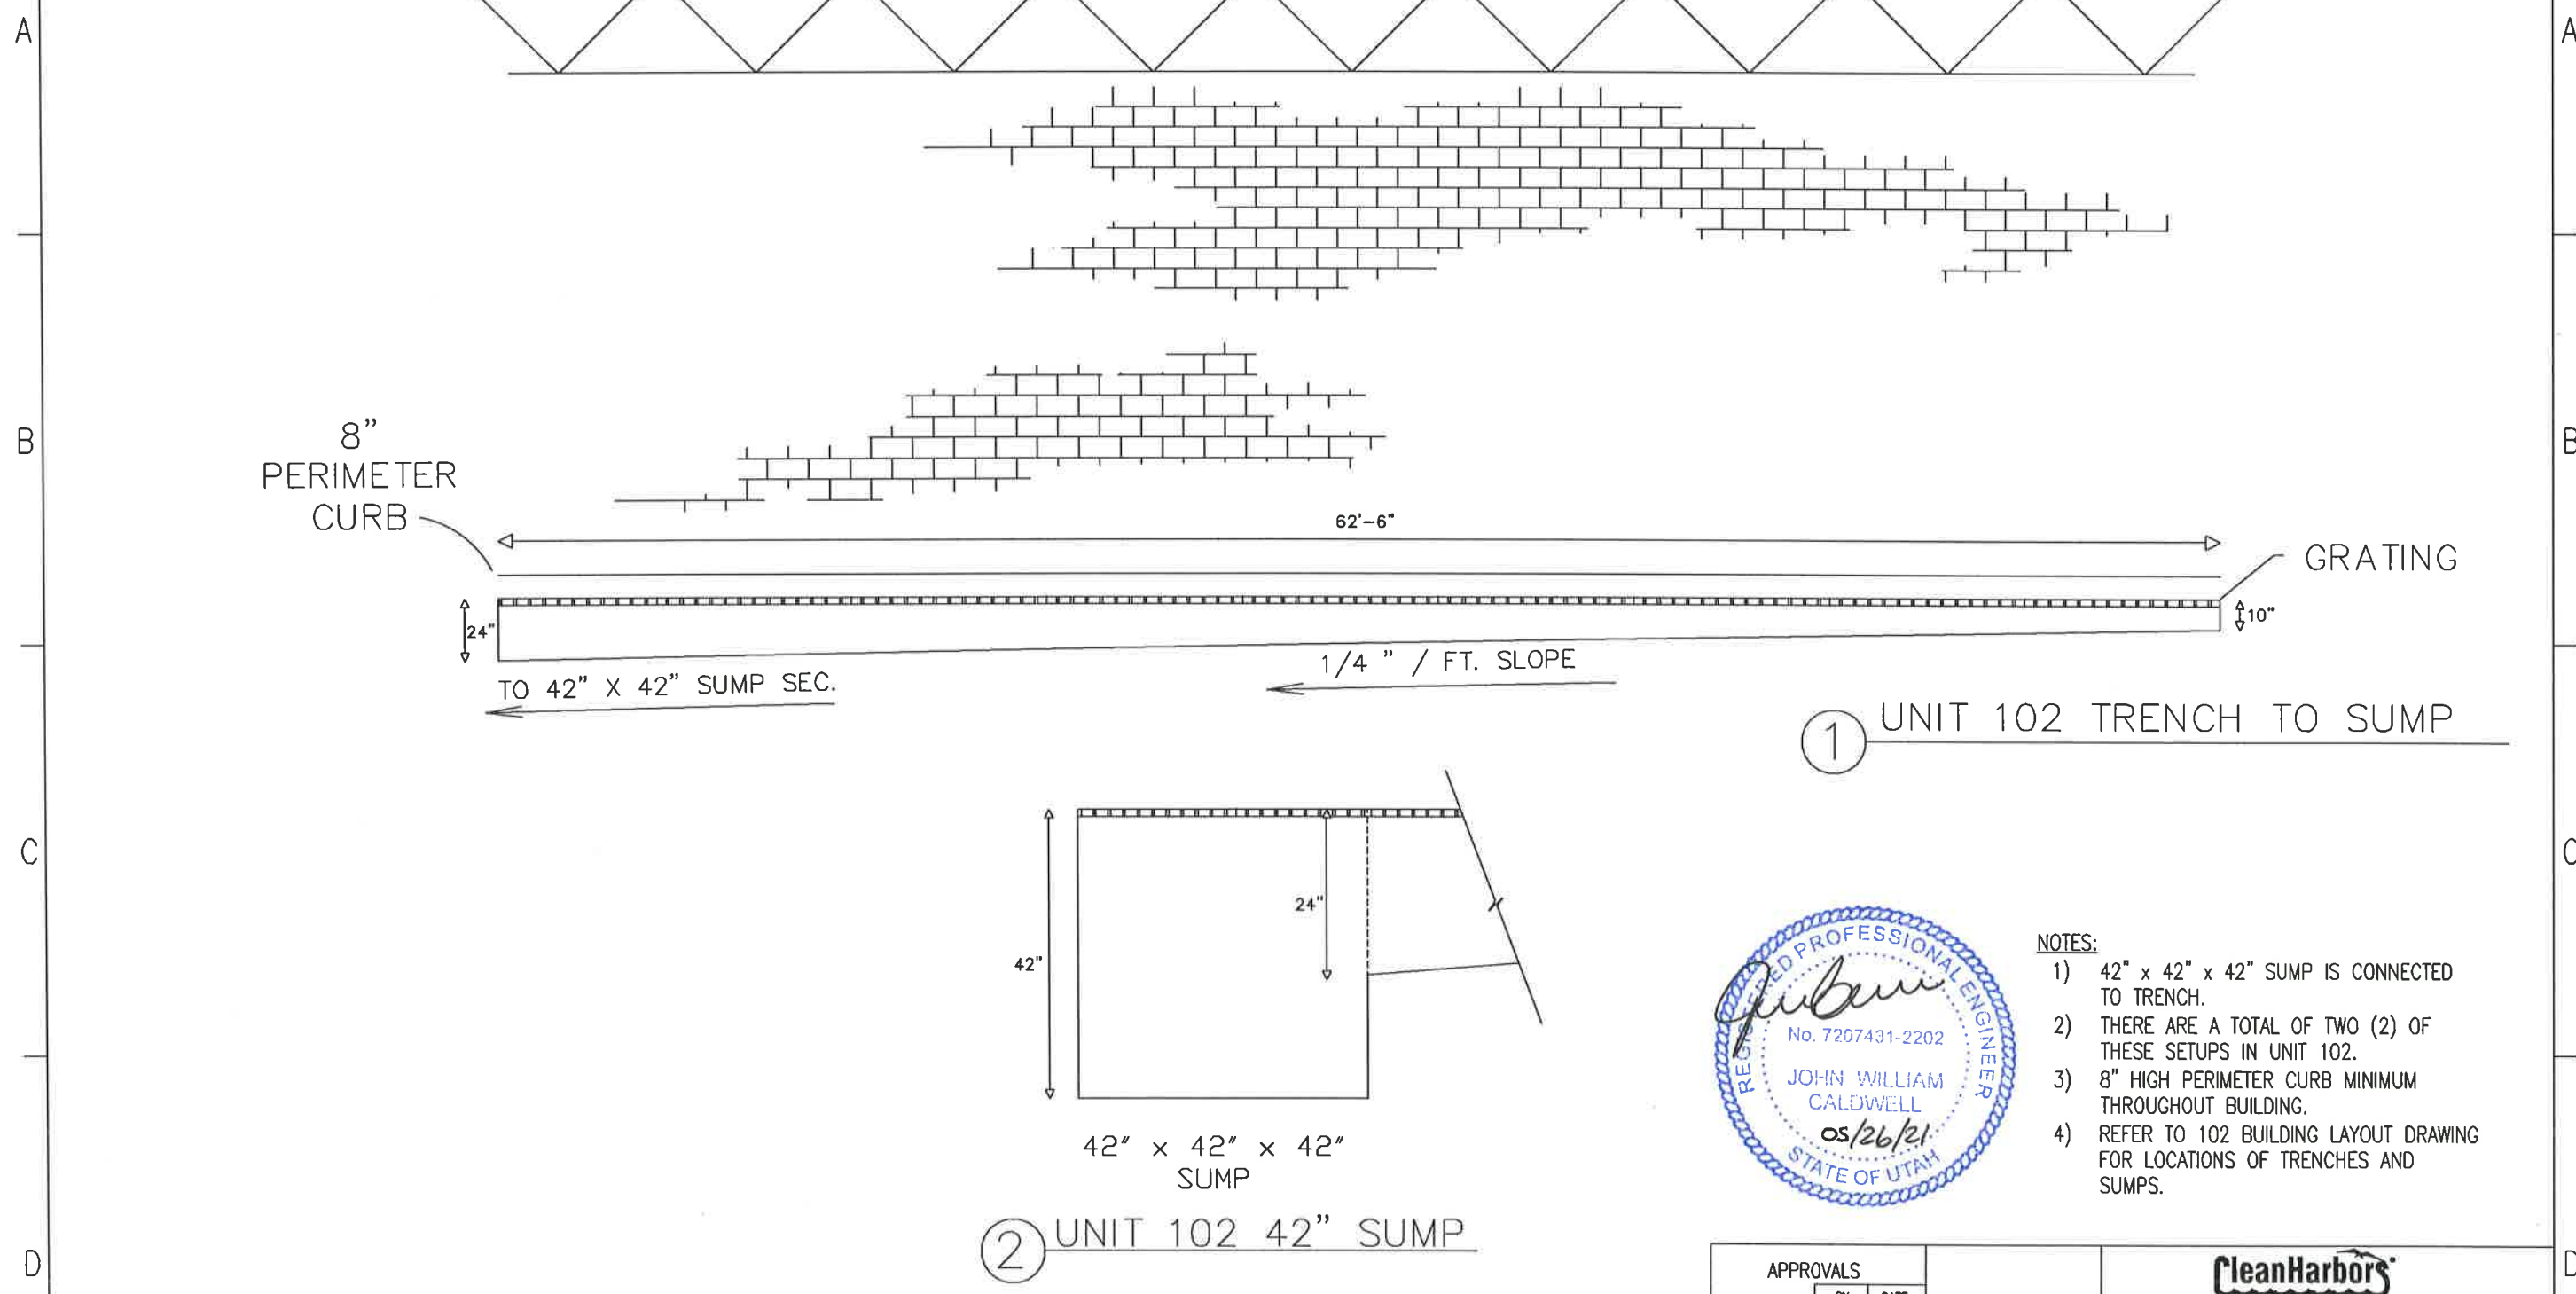 A
A
8”
PERIMETER
CURB
B
B
62'-6"
GRATING
24"
10"
1/4 ” / FT. SLOPE
TO 42” X 42” SUMP SEC.
1 UNIT 102 TRENCH TO SUMP
C
C
24"
42"
42" x 42" x 42"
SUMP
2 UNIT 102 42” SUMP
REGISTERED PROFESSIONAL ENGINEER
No. 7207431-2202
JOHN WILLIAM
CALDWELL
05/26/21
STATE OF UTAH
NOTES:
1) 42" x 42" x 42" SUMP IS CONNECTED
TO TRENCH.
2) THERE ARE A TOTAL OF TWO (2) OF
THESE SETUPS IN UNIT 102.
3) 8" HIGH PERIMETER CURB MINIMUM
THROUGHOUT BUILDING.
4) REFER TO 102 BUILDING LAYOUT DRAWING
FOR LOCATIONS OF TRENCHES AND
SUMPS.
D
D
APPROVALS
CleanHarbors